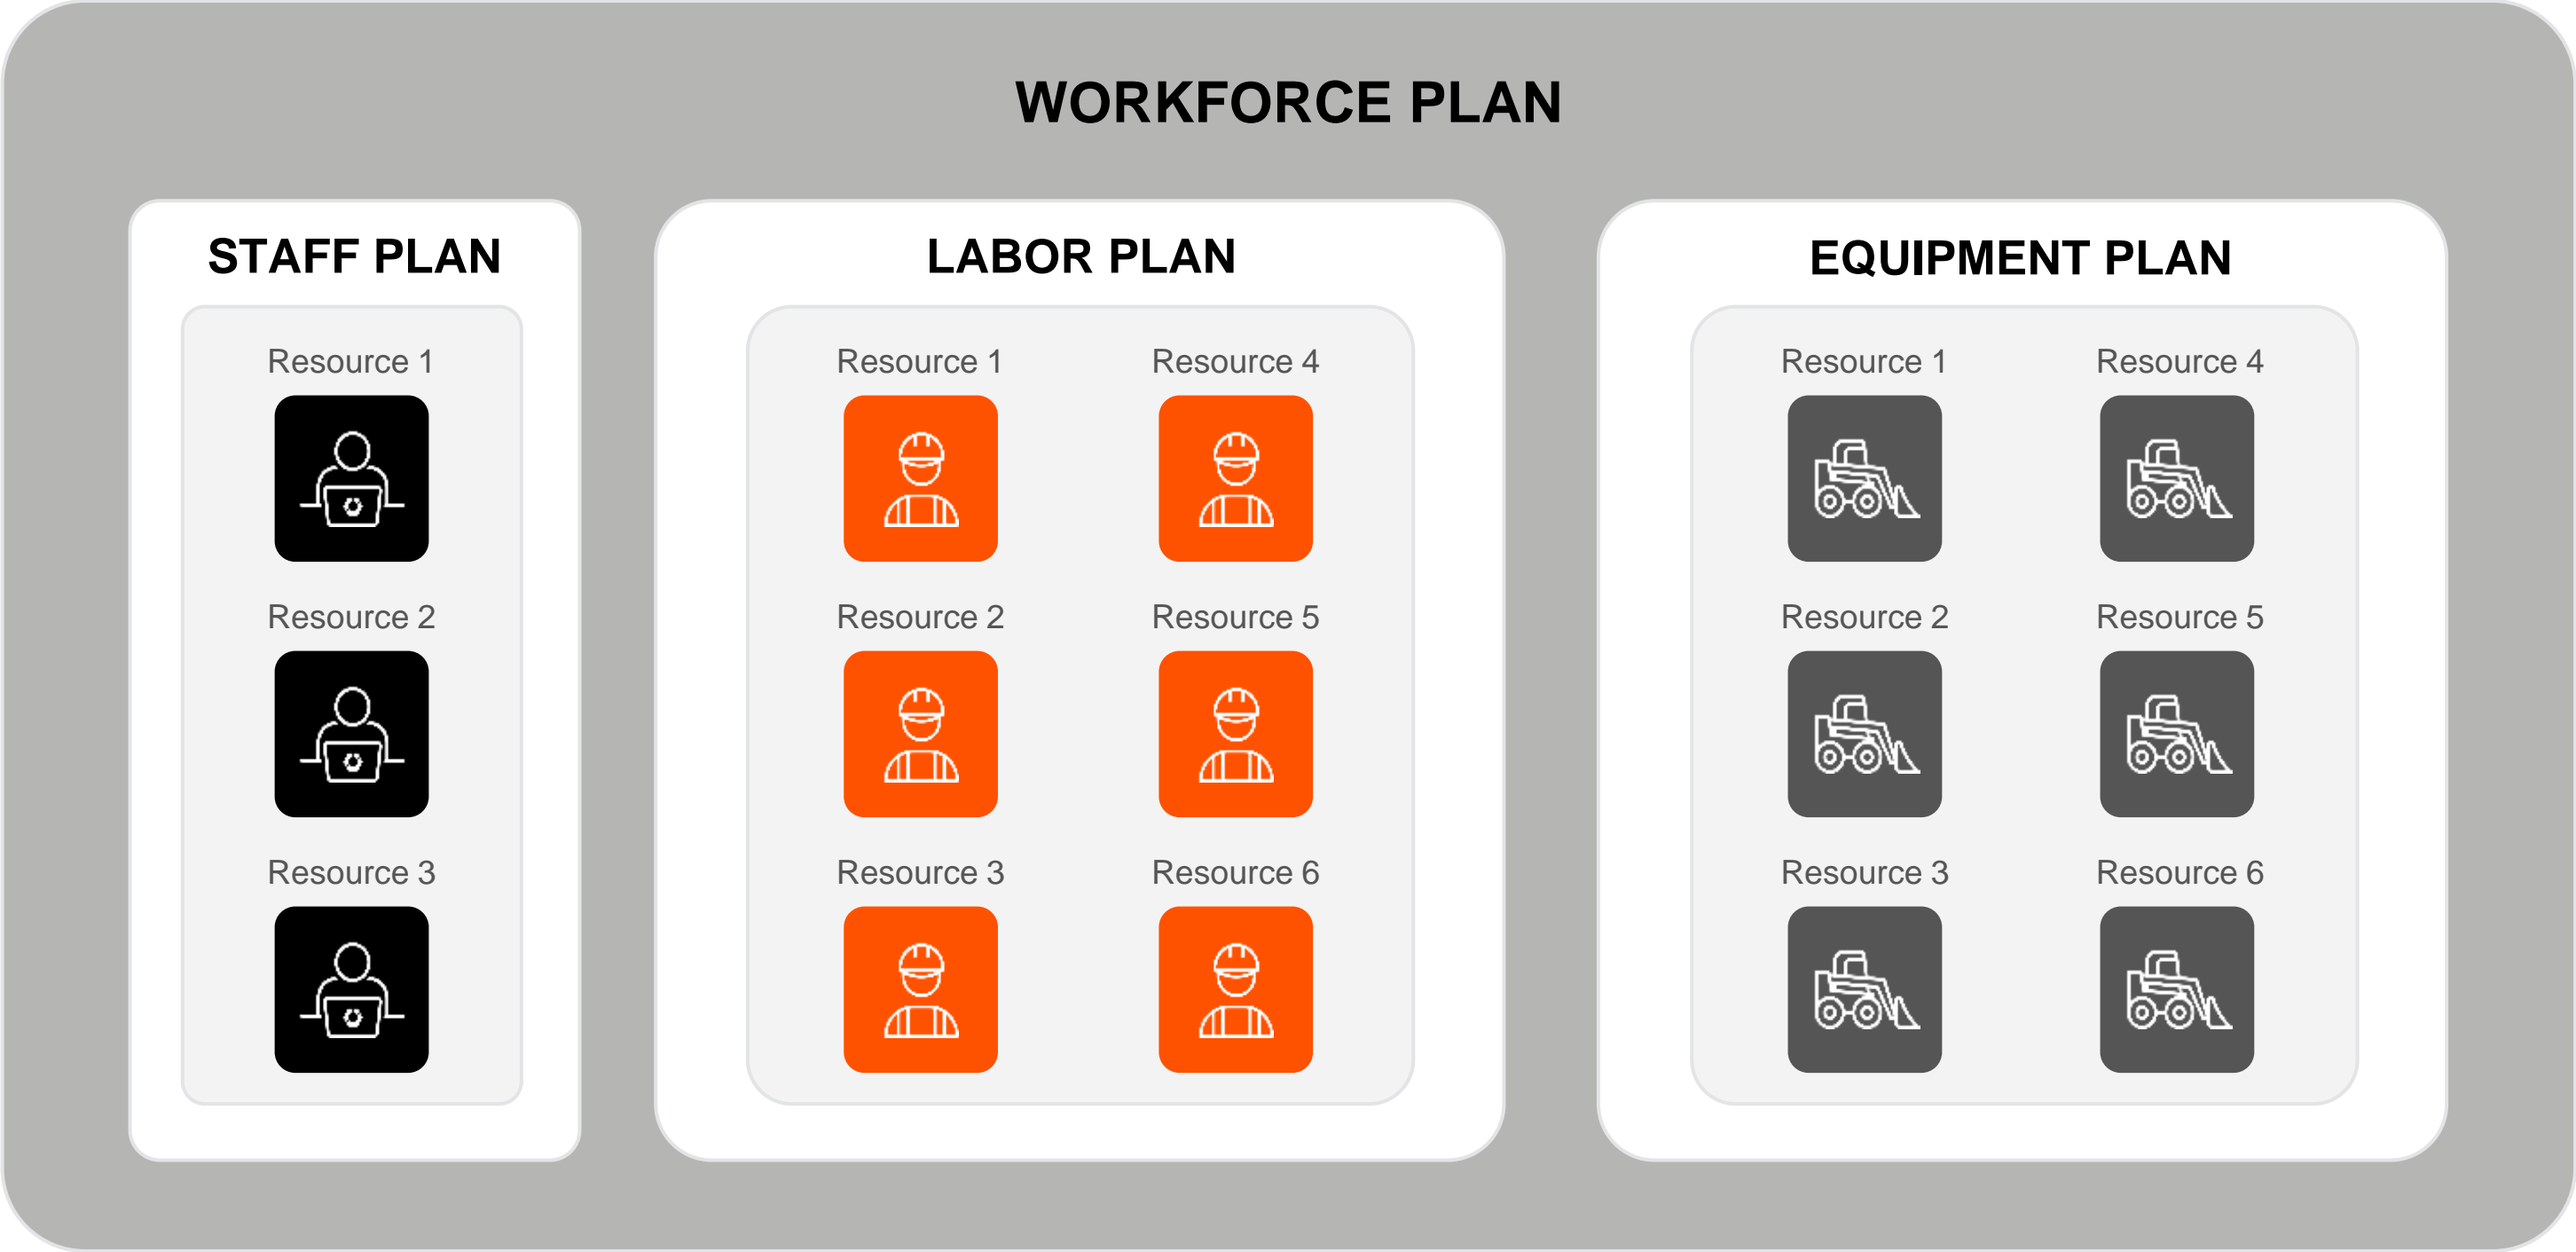 WORKFORCE PLAN
STAFF PLAN
Resource 1
Resource 2
Resource 3
LABOR PLAN
Resource 1
Resource 4
Resource 2
Resource 5
Resource 3
Resource 6
EQUIPMENT PLAN
Resource 1
Resource 4
Resource 2
Resource 5
Resource 3
Resource 6